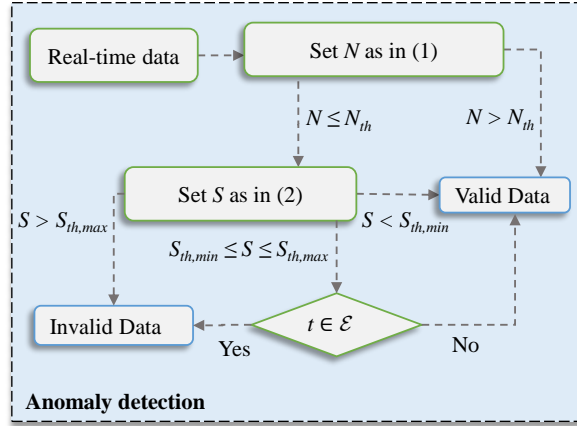 Real-time data
Set N as in (1)
N ≤ N_th
N > N_th
Set S as in (2)
Valid Data
S > S_th,max
S < S_th,min
S_th,min ≤ S ≤ S_th,max
Invalid Data
t ∈ ℰ
Yes
No
Anomaly detection